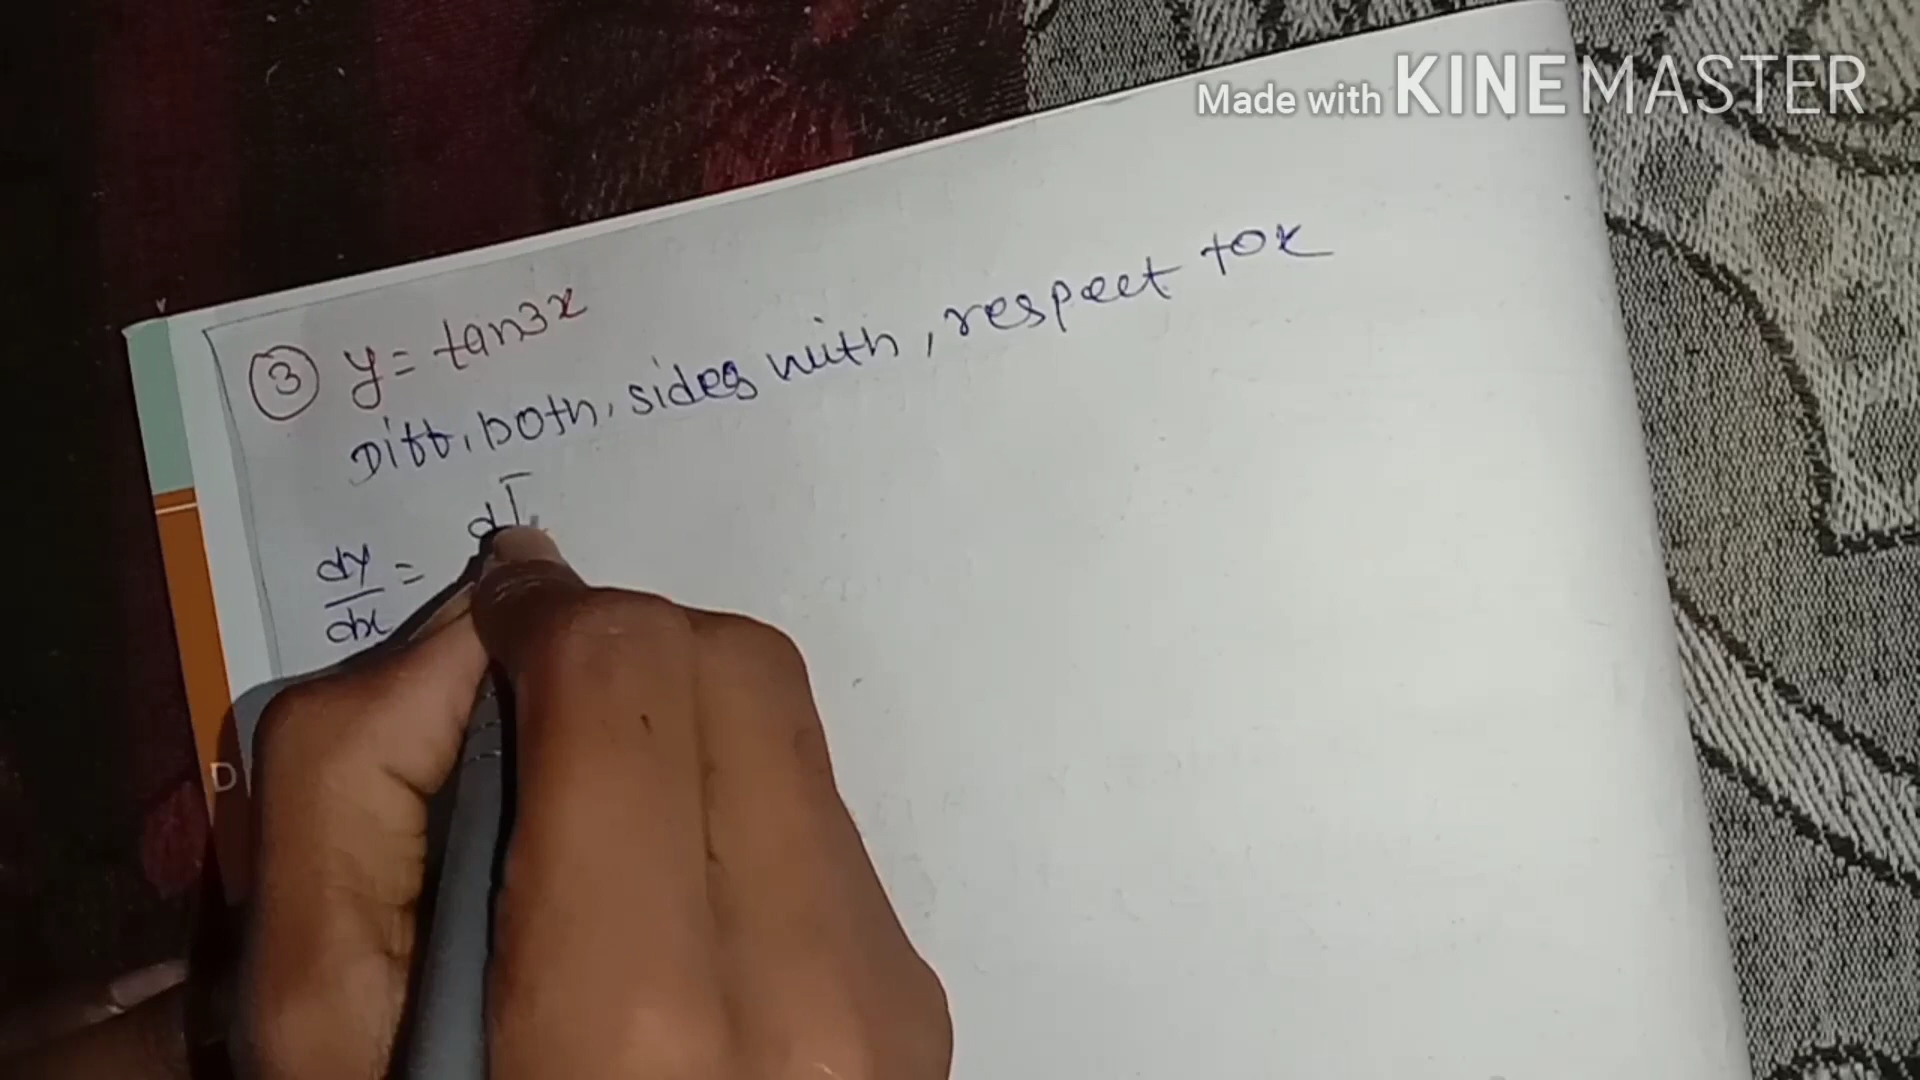 Made with KINEMASTER
③ y = tan3x
Diff, both, sides with, respect to x
dy/dx = d[
D